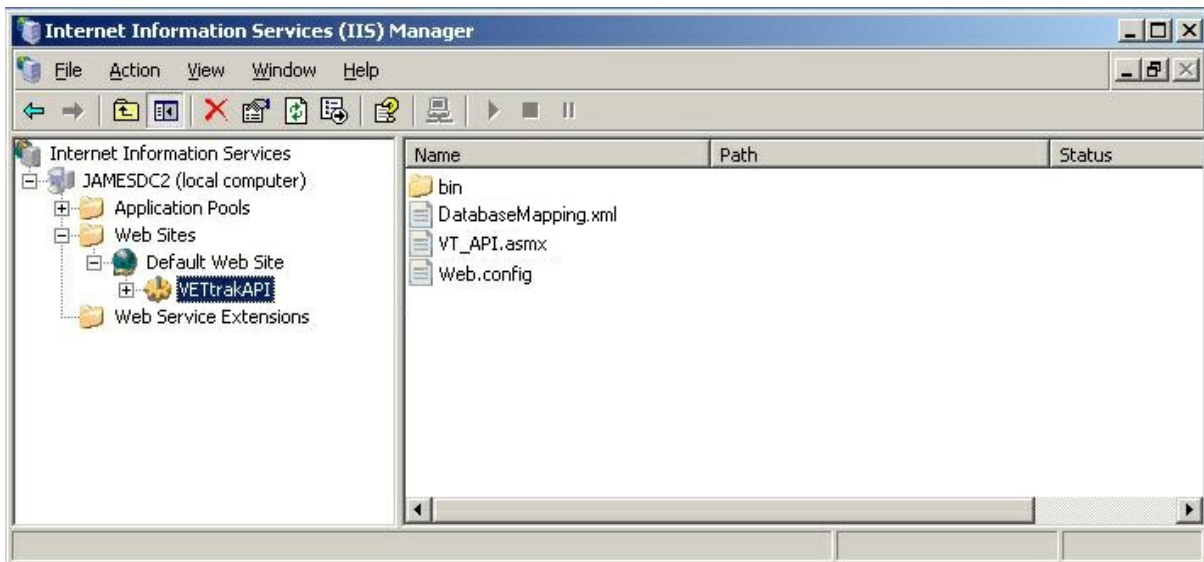 Internet Information Services (IIS) Manager
File Action View Window Help
Internet Information Services
JAMESDC2 (local computer)
Application Pools
Web Sites
Default Web Site
VETtrakAPI
Web Service Extensions
Name Path Status
bin
DatabaseMapping.xml
VT_API.asmx
Web.config